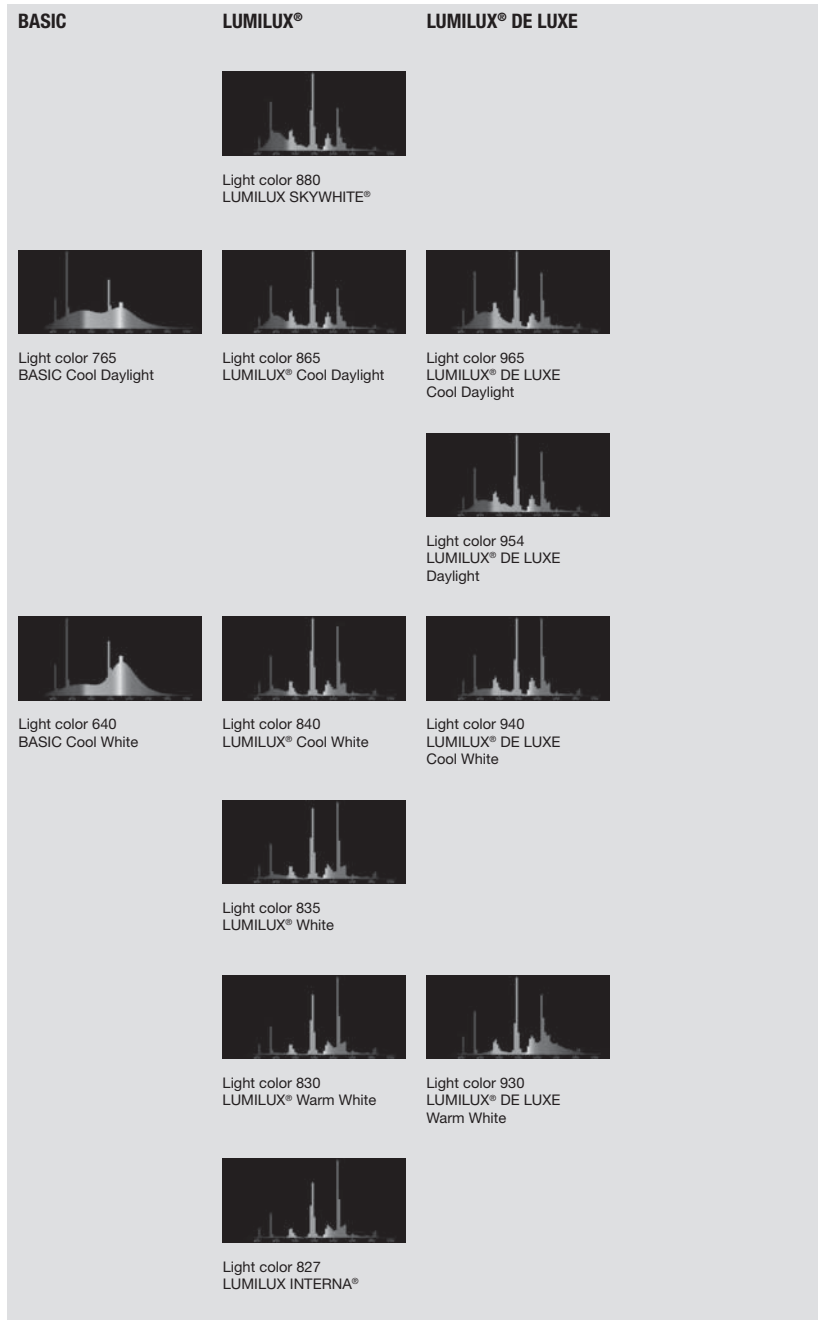 BASIC
LUMILUX®
LUMILUX® DE LUXE
Light color 880
LUMILUX SKYWHITE®
Light color 765
BASIC Cool Daylight
Light color 865
LUMILUX® Cool Daylight
Light color 965
LUMILUX® DE LUXE
Cool Daylight
Light color 954
LUMILUX® DE LUXE
Daylight
Light color 640
BASIC Cool White
Light color 840
LUMILUX® Cool White
Light color 940
LUMILUX® DE LUXE
Cool White
Light color 835
LUMILUX® White
Light color 830
LUMILUX® Warm White
Light color 930
LUMILUX® DE LUXE
Warm White
Light color 827
LUMILUX INTERNA®